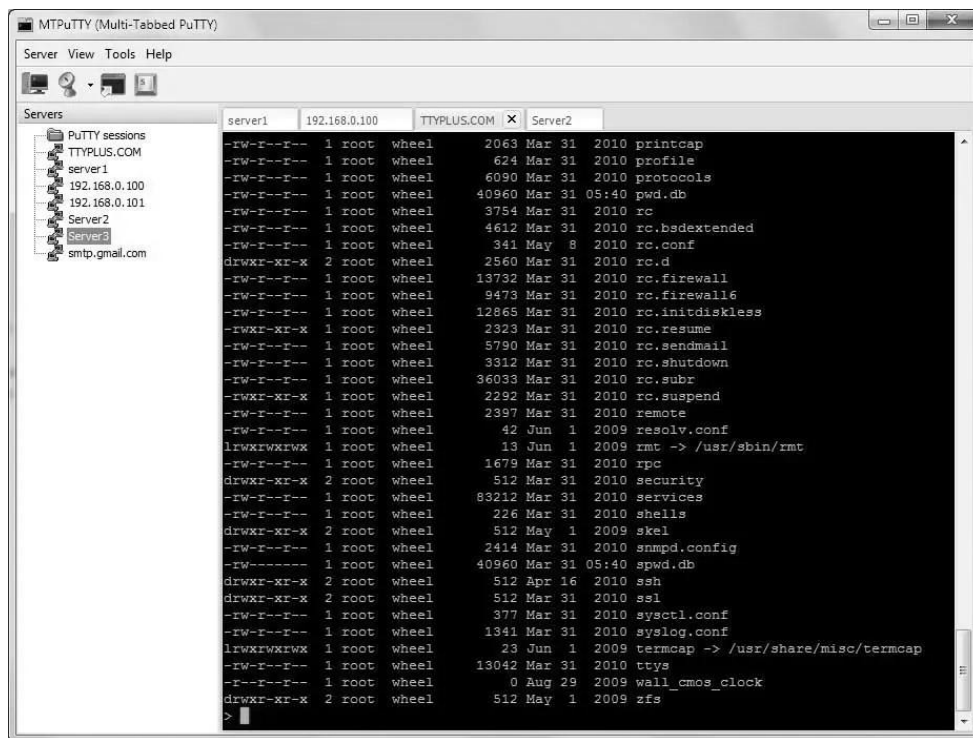 MTPuTTY (Multi-Tabbed PuTTY)
Server View Tools Help
Servers
PuTTY sessions
TTYPLUS.COM
server1
192.168.0.100
192.168.0.101
Server2
Server3
smtp.gmail.com
server1 192.168.0.100 TTYPLUS.COM Server2
-rw-r--r-- 1 root wheel 2063 Mar 31 2010 printcap
-rw-r--r-- 1 root wheel 624 Mar 31 2010 profile
-rw-r--r-- 1 root wheel 6090 Mar 31 2010 protocols
-rw-r--r-- 1 root wheel 40960 Mar 31 05:40 pwd.db
-rw-r--r-- 1 root wheel 3754 Mar 31 2010 rc
-rw-r--r-- 1 root wheel 4612 Mar 31 2010 rc.bsdextended
-rw-r--r-- 1 root wheel 341 May 8 2010 rc.conf
drwxr-xr-x 2 root wheel 2560 Mar 31 2010 rc.d
-rw-r--r-- 1 root wheel 13732 Mar 31 2010 rc.firewall
-rw-r--r-- 1 root wheel 9473 Mar 31 2010 rc.firewall6
-rw-r--r-- 1 root wheel 12865 Mar 31 2010 rc.initdiskless
-rwxr-xr-x 1 root wheel 2323 Mar 31 2010 rc.resume
-rw-r--r-- 1 root wheel 5790 Mar 31 2010 rc.sendmail
-rw-r--r-- 1 root wheel 3312 Mar 31 2010 rc.shutdown
-rw-r--r-- 1 root wheel 36033 Mar 31 2010 rc.subr
-rwxr-xr-x 1 root wheel 2292 Mar 31 2010 rc.suspend
-rw-r--r-- 1 root wheel 2397 Mar 31 2010 remote
-rw-r--r-- 1 root wheel 42 Jun 1 2009 resolv.conf
lrwxrwxrwx 1 root wheel 13 Jun 1 2009 rmt -> /usr/sbin/rmt
-rw-r--r-- 1 root wheel 1679 Mar 31 2010 rpc
drwxr-xr-x 2 root wheel 512 Mar 31 2010 security
-rw-r--r-- 1 root wheel 83212 Mar 31 2010 services
-rw-r--r-- 1 root wheel 226 Mar 31 2010 shells
drwxr-xr-x 2 root wheel 512 May 1 2009 skel
-rw-r--r-- 1 root wheel 2414 Mar 31 2010 snmpd.config
-rw------- 1 root wheel 40960 Mar 31 05:40 spwd.db
drwxr-xr-x 2 root wheel 512 Apr 16 2010 ssh
drwxr-xr-x 2 root wheel 512 Mar 31 2010 ssl
-rw-r--r-- 1 root wheel 377 Mar 31 2010 sysctl.conf
-rw-r--r-- 1 root wheel 1341 Mar 31 2010 syslog.conf
lrwxrwxrwx 1 root wheel 23 Jun 1 2009 termcap -> /usr/share/misc/termcap
-rw-r--r-- 1 root wheel 13042 Mar 31 2010 ttys
-r--r--r-- 1 root wheel 0 Aug 29 2009 wall_cmos_clock
drwxr-xr-x 2 root wheel 512 May 1 2009 zfs
>